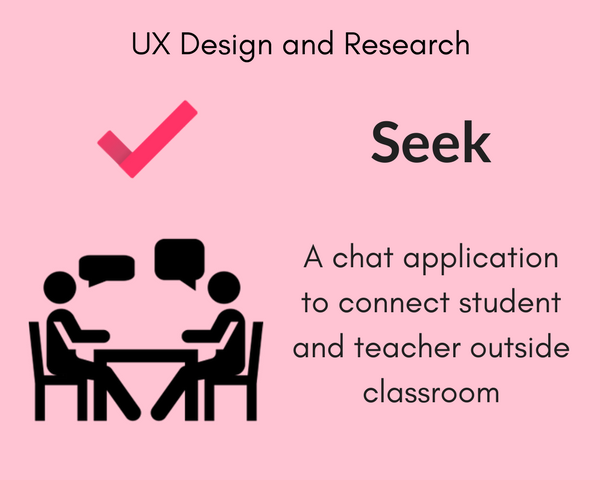 UX Design and Research
Seek
A chat application
to connect student
and teacher outside
classroom